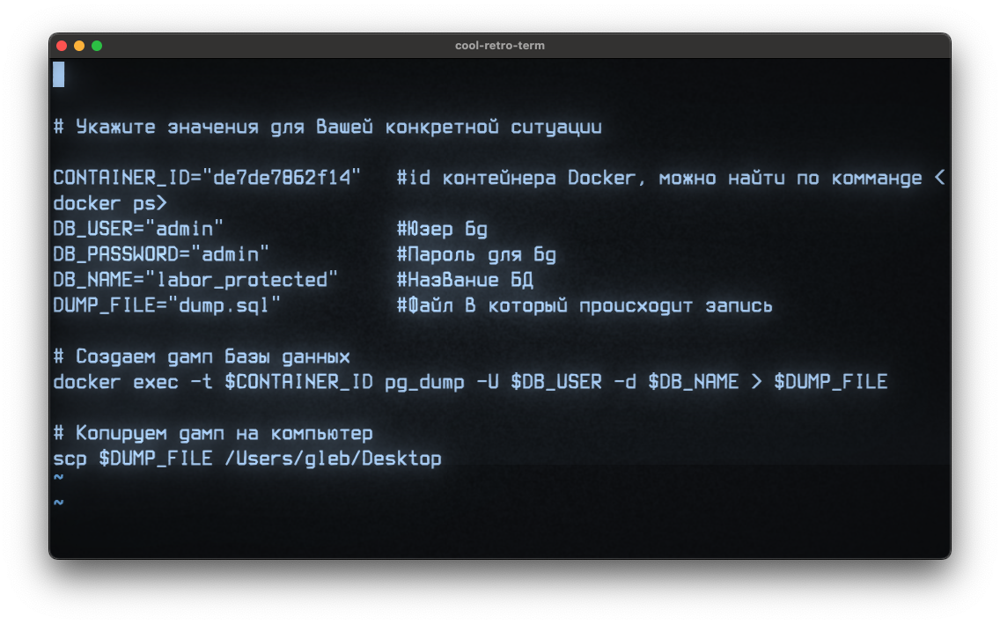 cool-retro-term
# Укажите значения для Вашей конкретной ситуации
CONTAINER_ID="de7de7862f14" #id контейнера Docker, можно найти по комманде <
docker ps>
DB_USER="admin" #Юзер бд
DB_PASSWORD="admin" #Пароль для бд
DB_NAME="labor_protected" #Название БД
DUMP_FILE="dump.sql" #Файл в который происходит запись
# Создаем дамп базы данных
docker exec -t $CONTAINER_ID pg_dump -U $DB_USER -d $DB_NAME > $DUMP_FILE
# Копируем дамп на компьютер
scp $DUMP_FILE /Users/gleb/Desktop
~
~